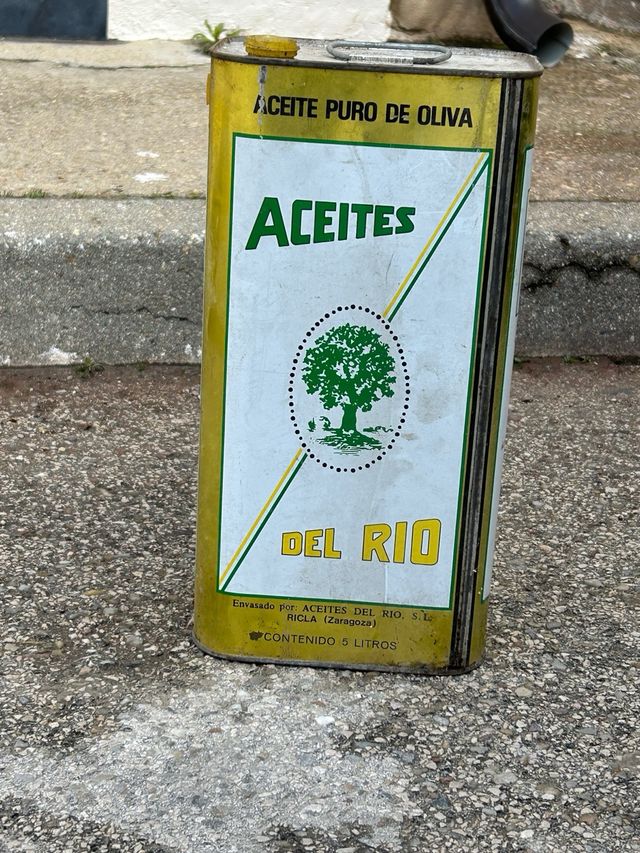 ACEITE PURO DE OLIVA
ACEITES
DEL RIO
Envasado por: ACEITES DEL RIO, S.L.
RICLA (Zaragoza)
CONTENIDO 5 LITROS